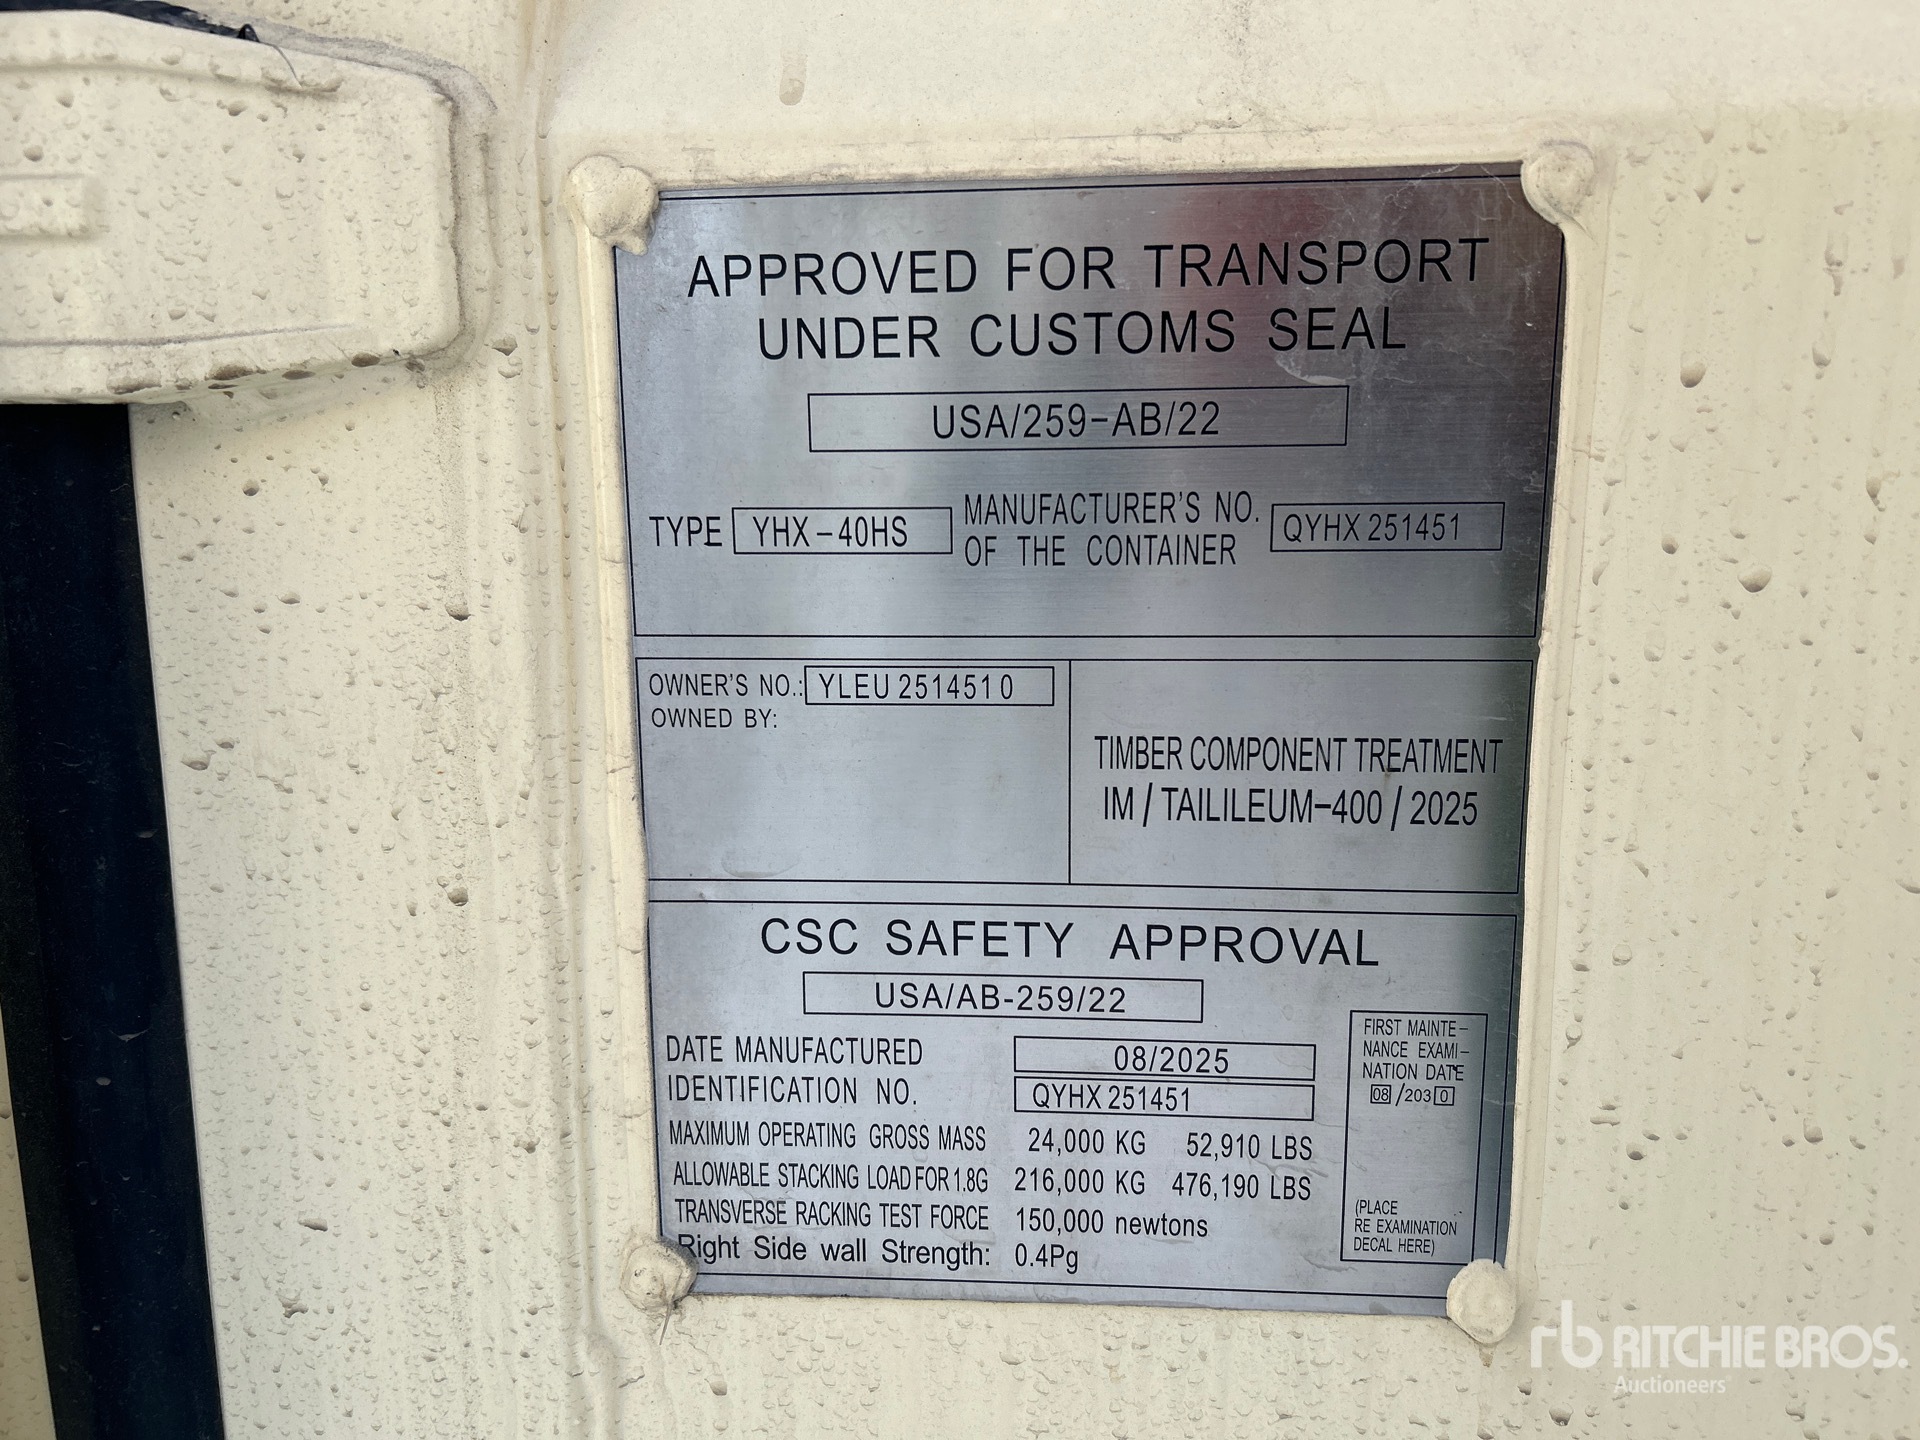 APPROVED FOR TRANSPORT
UNDER CUSTOMS SEAL
USA/259-AB/22
TYPE YHX-40HS MANUFACTURER'S NO. OF THE CONTAINER QYHX 251451
OWNER'S NO.: YLEU 251451 0
OWNED BY:
TIMBER COMPONENT TREATMENT
IM / TAILILEUM-400 / 2025
CSC SAFETY APPROVAL
USA/AB-259/22
DATE MANUFACTURED 08/2025
IDENTIFICATION NO. QYHX 251451
MAXIMUM OPERATING GROSS MASS 24,000 KG 52,910 LBS
ALLOWABLE STACKING LOAD FOR 1.8G 216,000 KG 476,190 LBS
TRANSVERSE RACKING TEST FORCE 150,000 newtons
Right Side wall Strength: 0.4Pg
FIRST MAINTE-
NANCE EXAMI-
NATION DATE
08/2030
(PLACE
RE EXAMINATION
DECAL HERE)
rb RITCHIE BROS.
Auctioneers